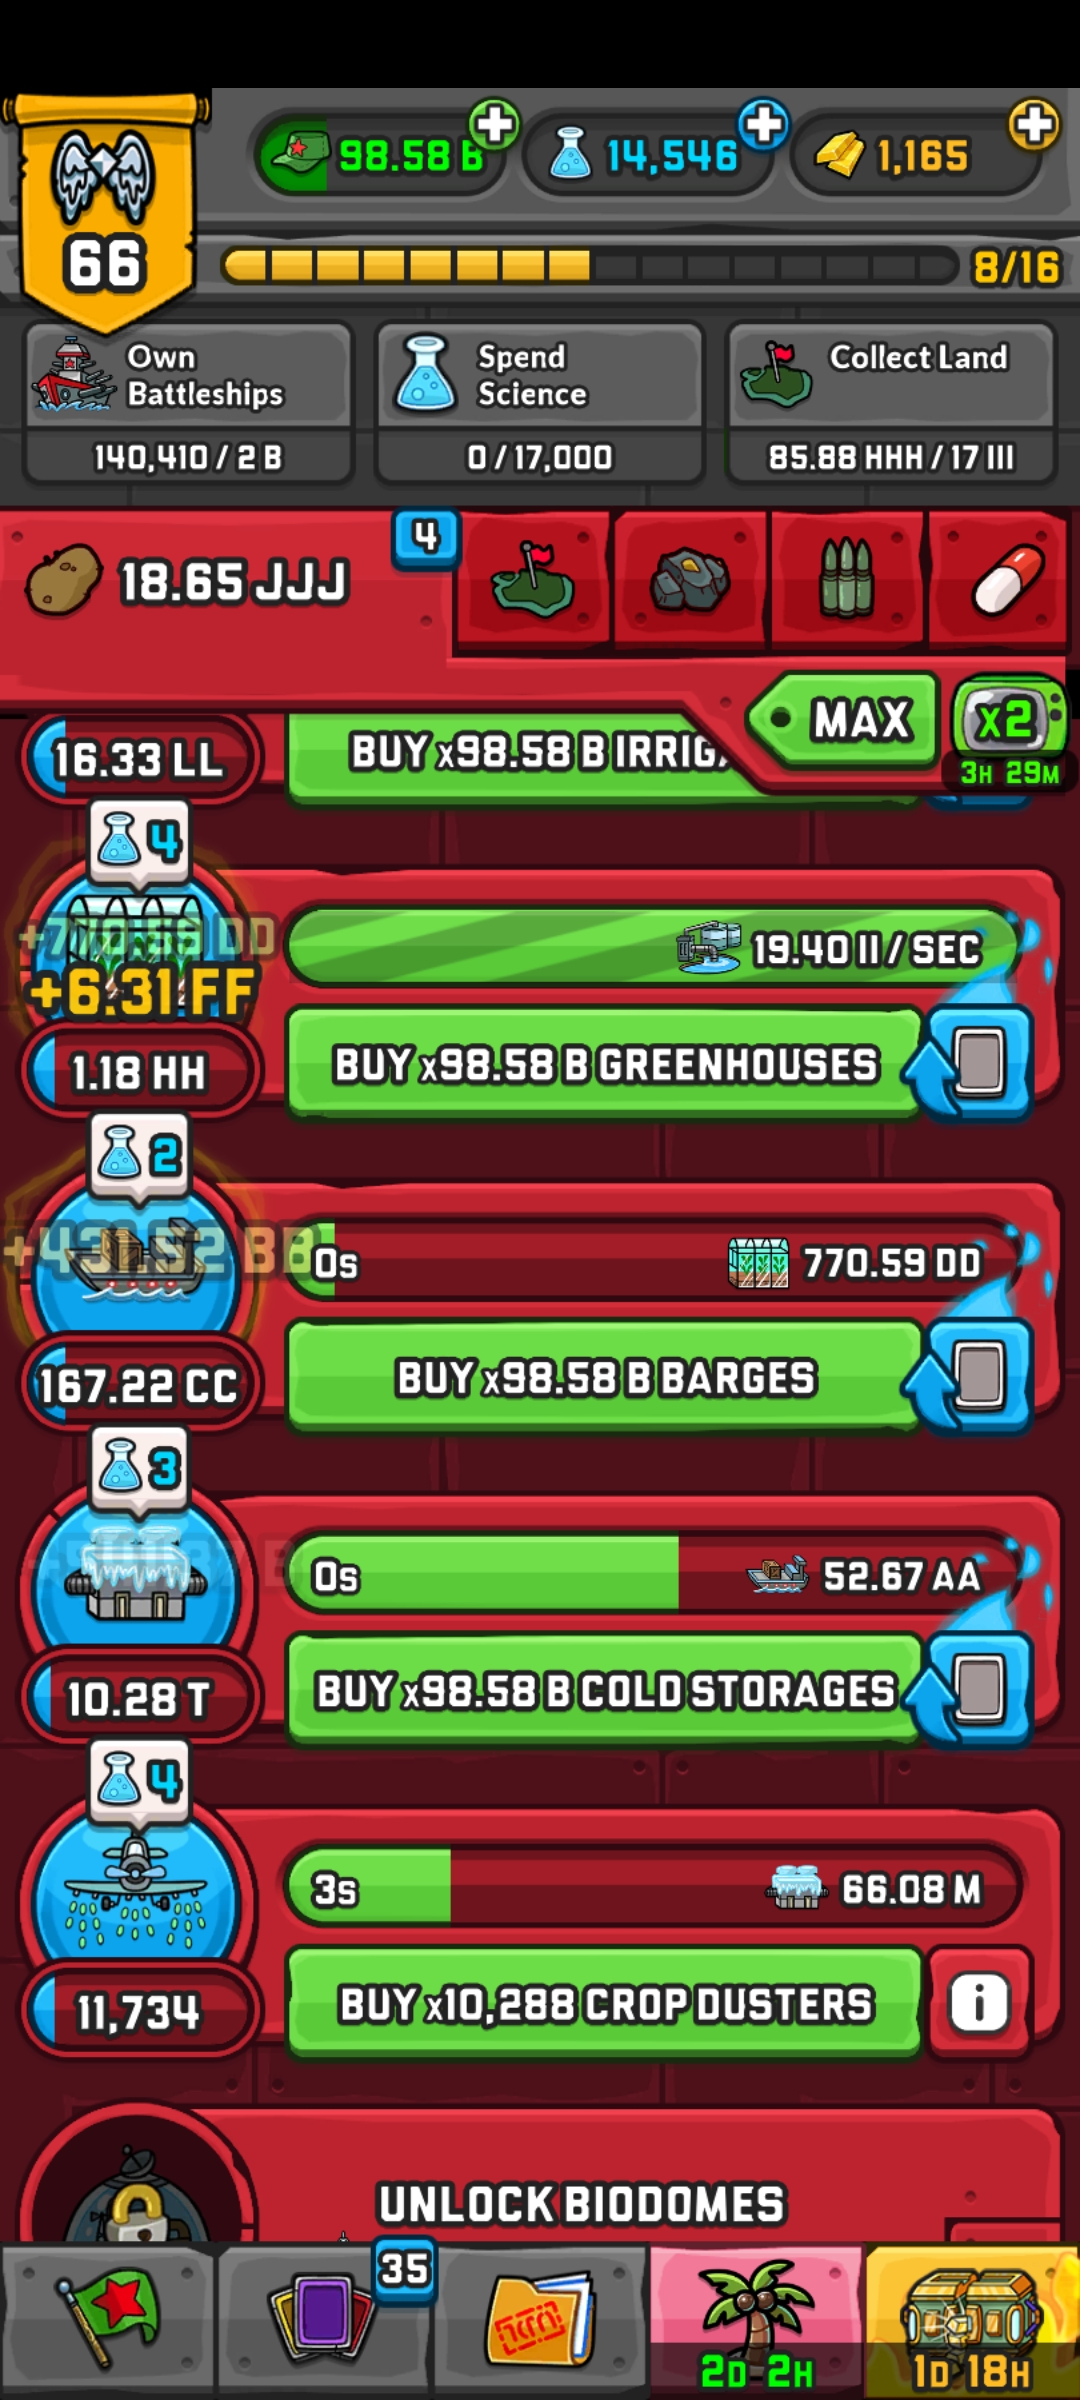 98.58 B
14,546
1,165
66
8/16
Own
Battleships
140,410 / 2 B
Spend
Science
0 / 17,000
Collect Land
85.88 HHH / 17 III
18.65 JJJ
4
MAX
x2
3H 29M
16.33 LL
BUY x98.58 B IRRIG
4
+770.59 DD
+6.31 FF
19.40 II / SEC
1.18 HH
BUY x98.58 B GREENHOUSES
2
+431.52 BB
0s
770.59 DD
167.22 CC
BUY x98.58 B BARGES
3
0s
52.67 AA
10.28 T
BUY x98.58 B COLD STORAGES
4
3s
66.08 M
11,734
BUY x10,288 CROP DUSTERS
i
UNLOCK BIODOMES
35
2D 2H
1D 18H